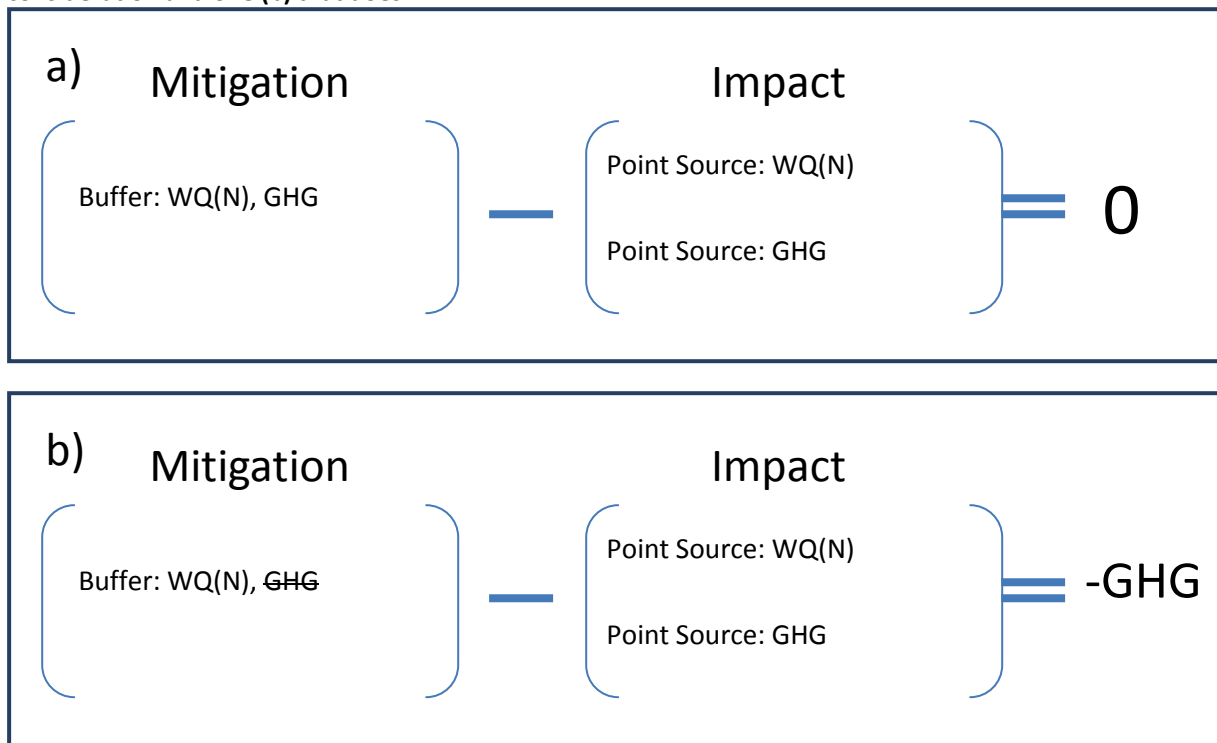 a) Mitigation Impact
Buffer: WQ(N), GHG
Point Source: WQ(N)
Point Source: GHG
— = 0
b) Mitigation Impact
Buffer: WQ(N), GHG
Point Source: WQ(N)
Point Source: GHG
— = -GHG